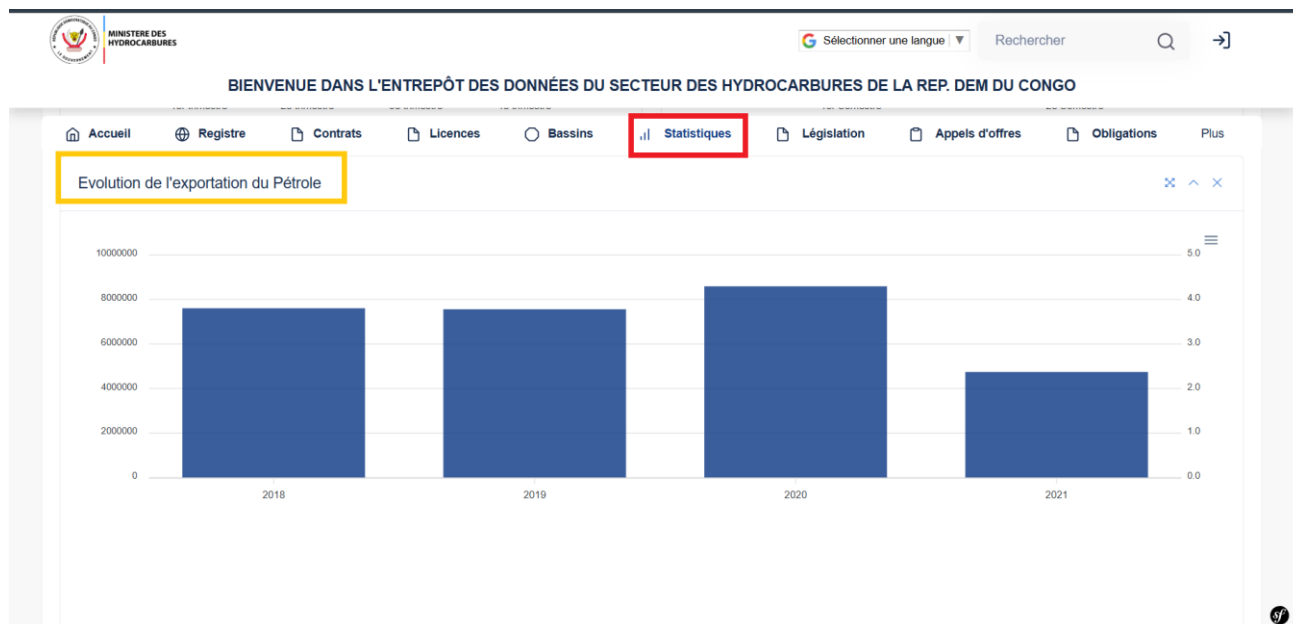 MINISTERE DES
HYDROCARBURES
Sélectionner une langue ▼
Rechercher
BIENVENUE DANS L'ENTREPÔT DES DONNÉES DU SECTEUR DES HYDROCARBURES DE LA REP. DEM DU CONGO
Accueil Registre Contrats Licences Bassins Statistiques Législation Appels d'offres Obligations Plus
Evolution de l'exportation du Pétrole
10000000 5.0
8000000 4.0
6000000 3.0
4000000 2.0
2000000 1.0
0 0.0
2018 2019 2020 2021
sf